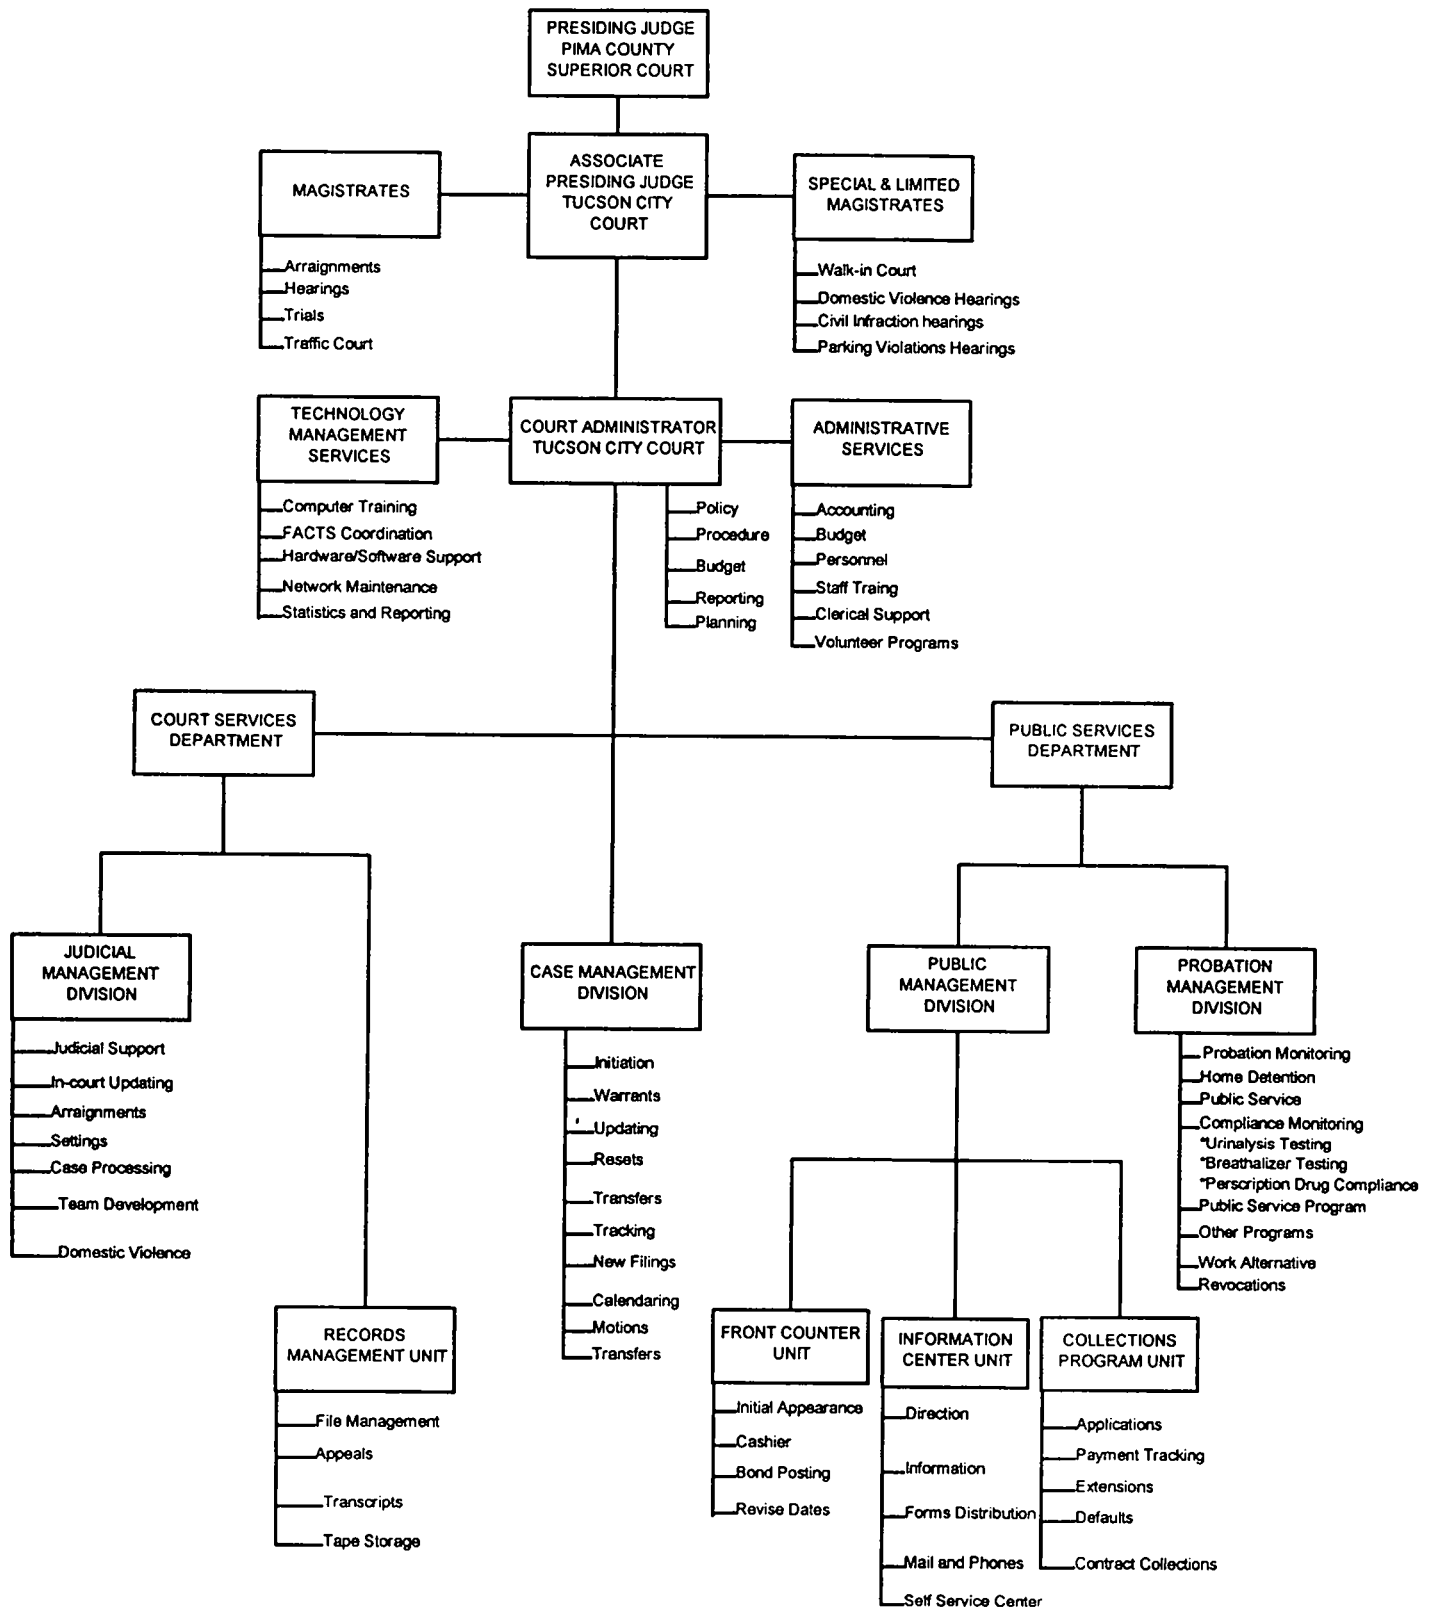 PRESIDING JUDGE
PIMA COUNTY
SUPERIOR COURT
MAGISTRATES
Arraignments
Hearings
Trials
Traffic Court
ASSOCIATE
PRESIDING JUDGE
TUCSON CITY
COURT
SPECIAL & LIMITED
MAGISTRATES
Walk-in Court
Domestic Violence Hearings
Civil Infraction hearings
Parking Violations Hearings
TECHNOLOGY
MANAGEMENT
SERVICES
Computer Training
FACTS Coordination
Hardware/Software Support
Network Maintenance
Statistics and Reporting
COURT ADMINISTRATOR
TUCSON CITY COURT
Policy
Procedure
Budget
Reporting
Planning
ADMINISTRATIVE
SERVICES
Accounting
Budget
Personnel
Staff Traing
Clerical Support
Volunteer Programs
COURT SERVICES
DEPARTMENT
PUBLIC SERVICES
DEPARTMENT
JUDICIAL
MANAGEMENT
DIVISION
Judicial Support
In-court Updating
Arraignments
Settings
Case Processing
Team Development
Domestic Violence
RECORDS
MANAGEMENT UNIT
File Management
Appeals
Transcripts
Tape Storage
CASE MANAGEMENT
DIVISION
Initiation
Warrants
Updating
Resets
Transfers
Tracking
New Filings
Calendaring
Motions
Transfers
PUBLIC
MANAGEMENT
DIVISION
PROBATION
MANAGEMENT
DIVISION
Probation Monitoring
Home Detention
Public Service
Compliance Monitoring
*Urinalysis Testing
*Breathalizer Testing
*Perscription Drug Compliance
Public Service Program
Other Programs
Work Alternative
Revocations
FRONT COUNTER
UNIT
Initial Appearance
Cashier
Bond Posting
Revise Dates
INFORMATION
CENTER UNIT
Direction
Information
Forms Distribution
Mail and Phones
Self Service Center
COLLECTIONS
PROGRAM UNIT
Applications
Payment Tracking
Extensions
Defaults
Contract Collections